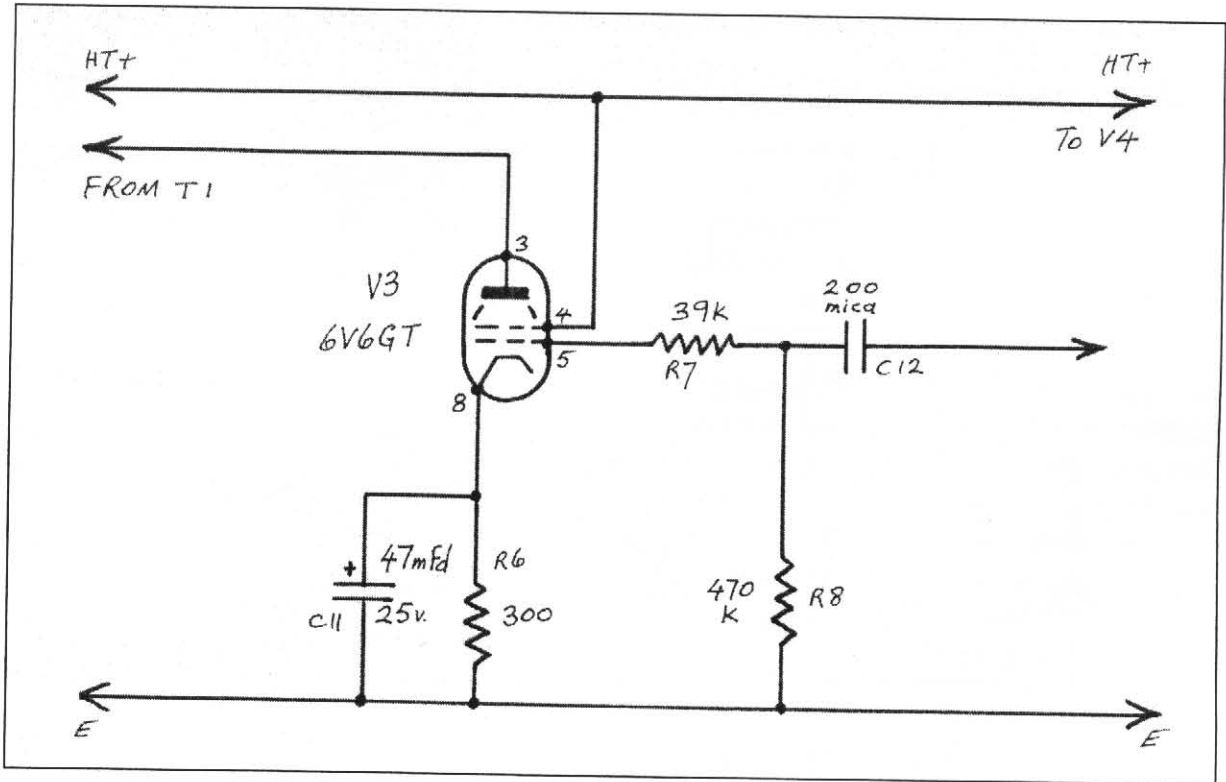 HT+
HT+
FROM T1
TO V4
3
V3
6V6GT
4
5
8
39K
R7
200
mica
C12
+
47mFd
25v.
C11
R6
300
470
K
R8
E
E